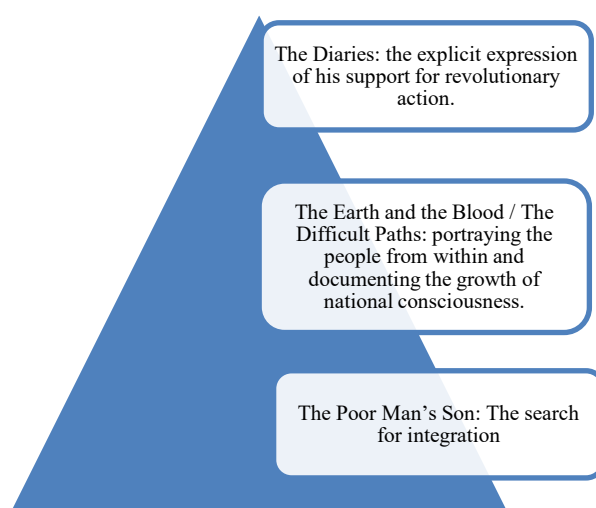 The Diaries: the explicit expression
of his support for revolutionary
action.
The Earth and the Blood / The
Difficult Paths: portraying the
people from within and
documenting the growth of
national consciousness.
The Poor Man’s Son: The search
for integration